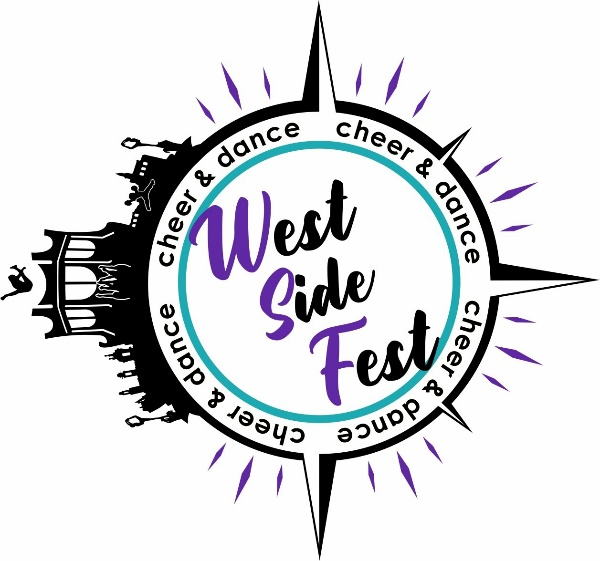 cheer & dance
cheer & dance
West
Side
Fest
cheer & dance
cheer & dance